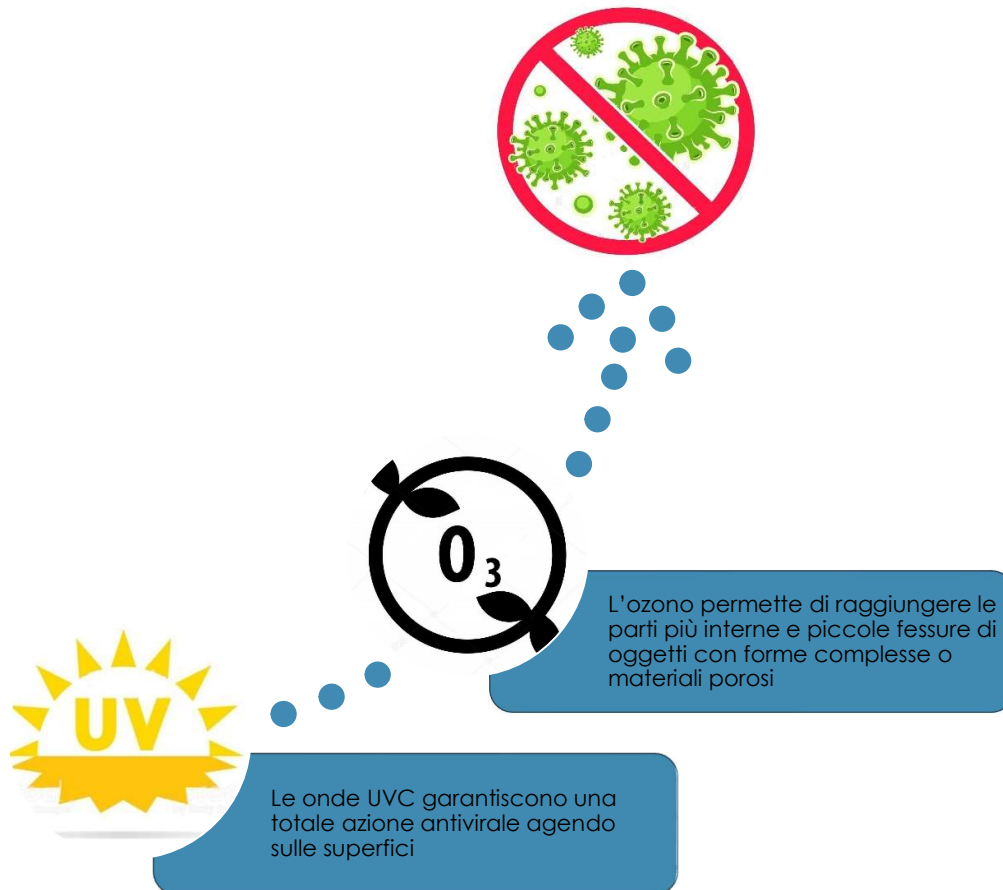 O3
L'ozono permette di raggiungere le
parti più interne e piccole fessure di
oggetti con forme complesse o
materiali porosi
UV
Le onde UVC garantiscono una
totale azione antivirale agendo
sulle superfici